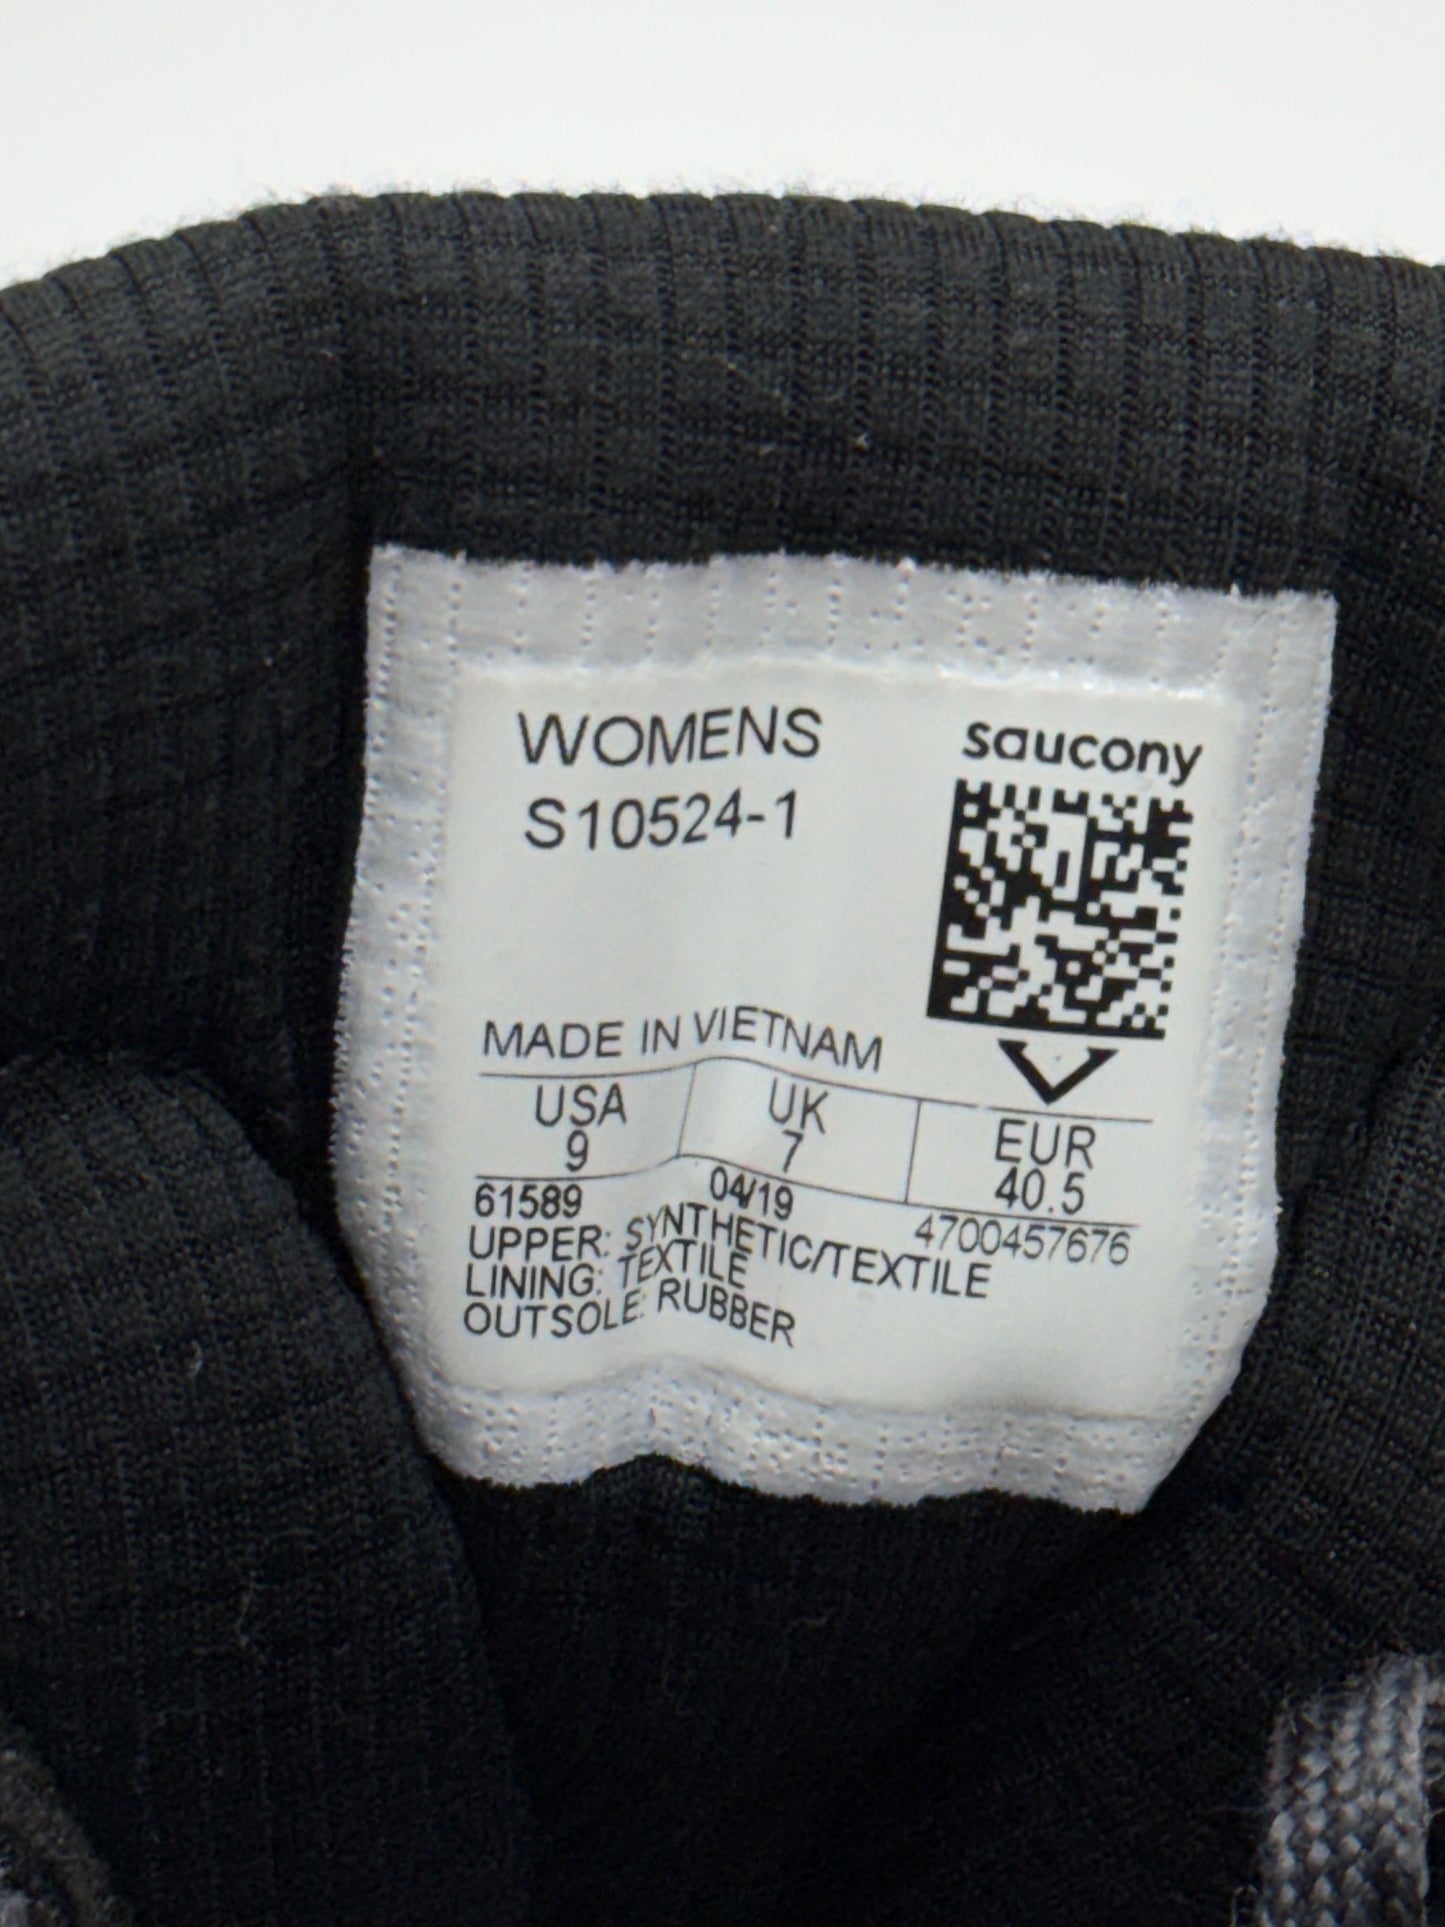 WOMENS
S10524-1
saucony
MADE IN VIETNAM
USA UK EUR
9 7 40.5
61589 04/19 4700457676
UPPER: SYNTHETIC/TEXTILE
LINING: TEXTILE
OUTSOLE: RUBBER